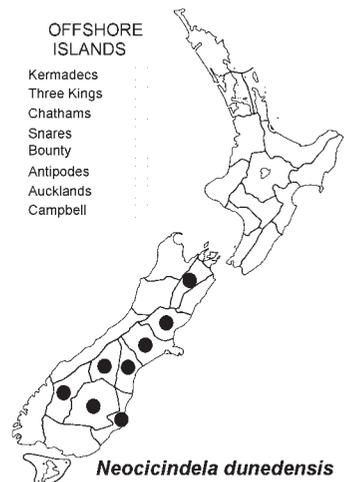 OFFSHORE
ISLANDS
Kermadecs
Three Kings
Chathams
Snares
Bounty
Antipodes
Aucklands
Campbell
Neocicindela dunedensis